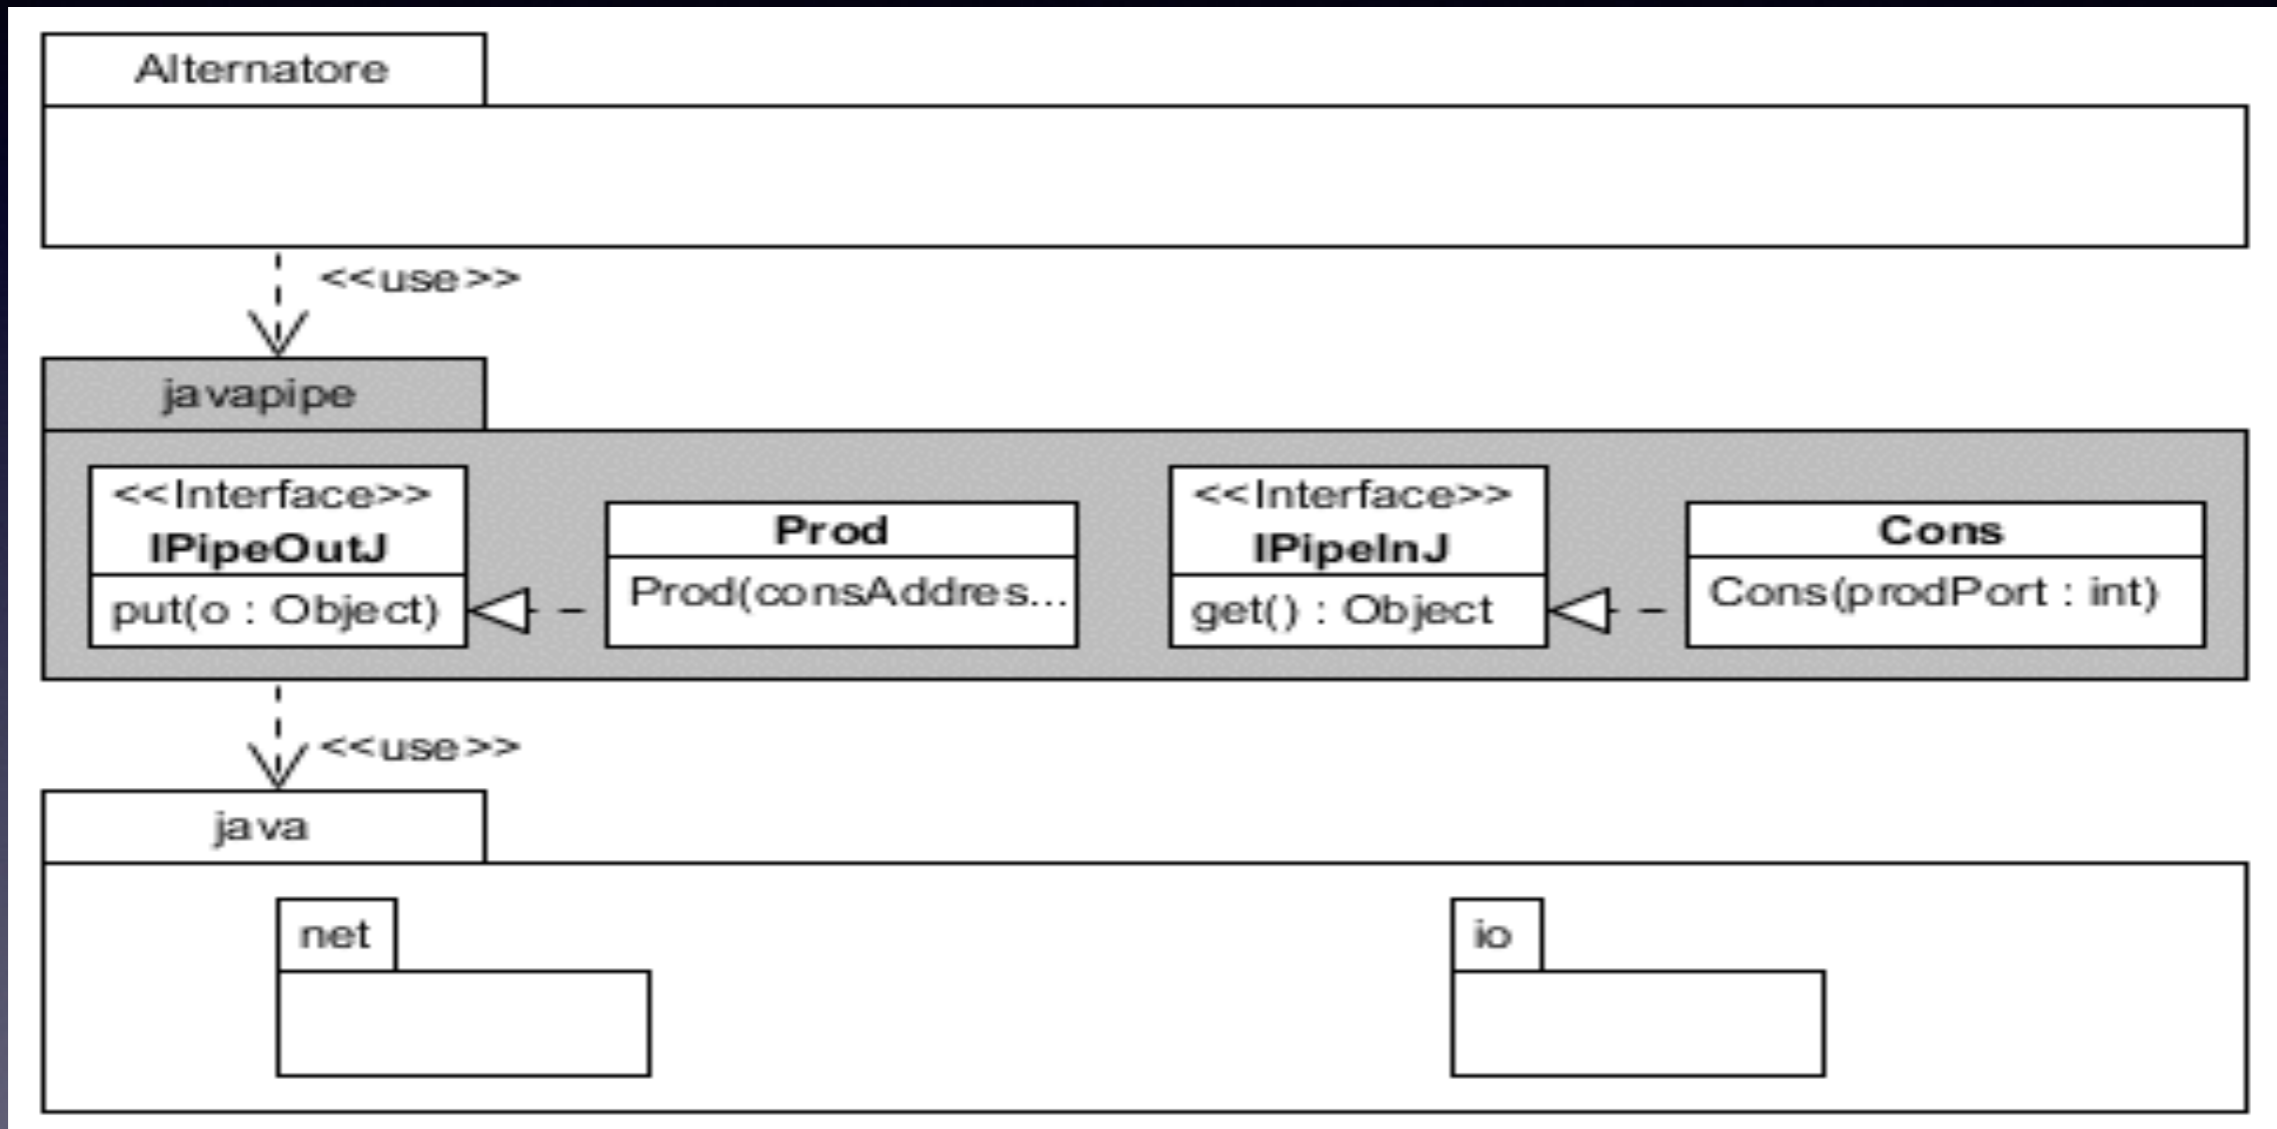 Alternatore
<<use>>
javapipe
<<Interface>>
IPipeOutJ
put(o : Object)
Prod
Prod(consAddres...
<<Interface>>
IPipeInJ
get() : Object
Cons
Cons(prodPort : int)
<<use>>
java
net
io